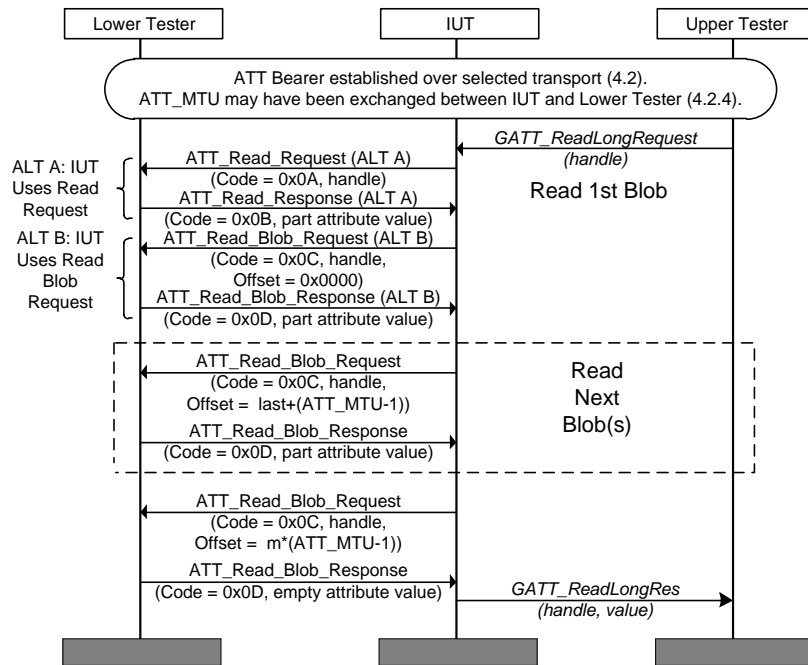 Lower Tester
IUT
Upper Tester
ATT Bearer established over selected transport (4.2).
ATT_MTU may have been exchanged between IUT and Lower Tester (4.2.4).
GATT_ReadLongRequest
(handle)
ALT A: IUT
Uses Read
Request
ATT_Read_Request (ALT A)
(Code = 0x0A, handle)
Read 1st Blob
ATT_Read_Response (ALT A)
(Code = 0x0B, part attribute value)
ALT B: IUT
Uses Read
Blob
Request
ATT_Read_Blob_Request (ALT B)
(Code = 0x0C, handle,
Offset = 0x0000)
ATT_Read_Blob_Response (ALT B)
(Code = 0x0D, part attribute value)
ATT_Read_Blob_Request
(Code = 0x0C, handle,
Offset =  last+(ATT_MTU-1))
Read
Next
Blob(s)
ATT_Read_Blob_Response
(Code = 0x0D, part attribute value)
ATT_Read_Blob_Request
(Code = 0x0C, handle,
Offset =  m*(ATT_MTU-1))
ATT_Read_Blob_Response
(Code = 0x0D, empty attribute value)
GATT_ReadLongRes
(handle, value)